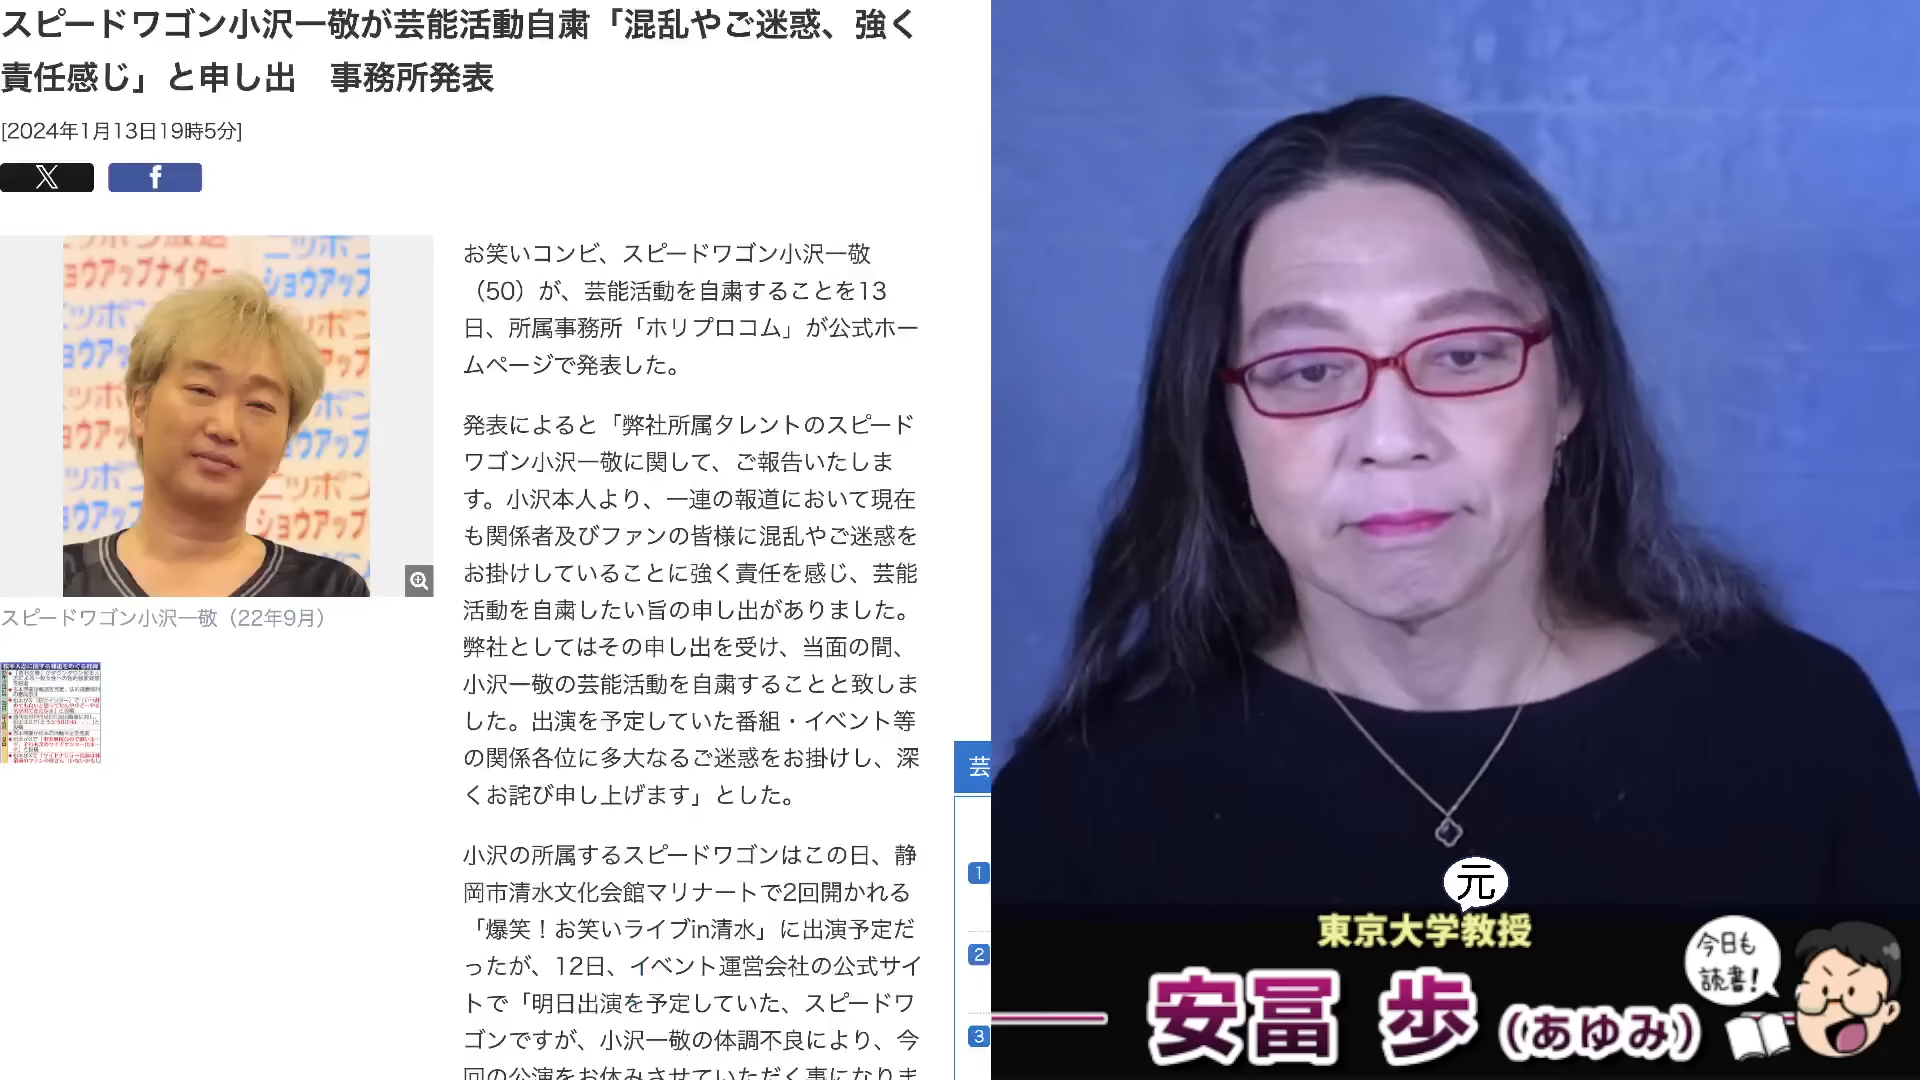 スピードワゴン小沢一敬が芸能活動自粛「混乱やご迷惑、強く
責任感じ」と申し出　事務所発表
[2024年1月13日19時5分]
スピードワゴン小沢一敬（22年9月）
お笑いコンビ、スピードワゴン小沢一敬
（50）が、芸能活動を自粛することを13
日、所属事務所「ホリプロコム」が公式ホー
ムページで発表した。
発表によると「弊社所属タレントのスピード
ワゴン小沢一敬に関して、ご報告いたしま
す。小沢本人より、一連の報道において現在
も関係者及びファンの皆様に混乱やご迷惑を
お掛けしていることに強く責任を感じ、芸能
活動を自粛したい旨の申し出がありました。
弊社としてはその申し出を受け、当面の間、
小沢一敬の芸能活動を自粛することと致しま
した。出演を予定していた番組・イベント等
の関係各位に多大なるご迷惑をお掛けし、深
くお詫び申し上げます」とした。
小沢の所属するスピードワゴンはこの日、静
岡市清水文化会館マリナートで2回開かれる
「爆笑！お笑いライブin清水」に出演予定だ
ったが、12日、イベント運営会社の公式サイ
トで「明日出演を予定していた、スピードワ
ゴンですが、小沢一敬の体調不良により、今
回の公演をお休みさせていただく事になりま
芸
1
2
3
元
東京大学教授
安冨 歩 (あゆみ)
今日も
読書!